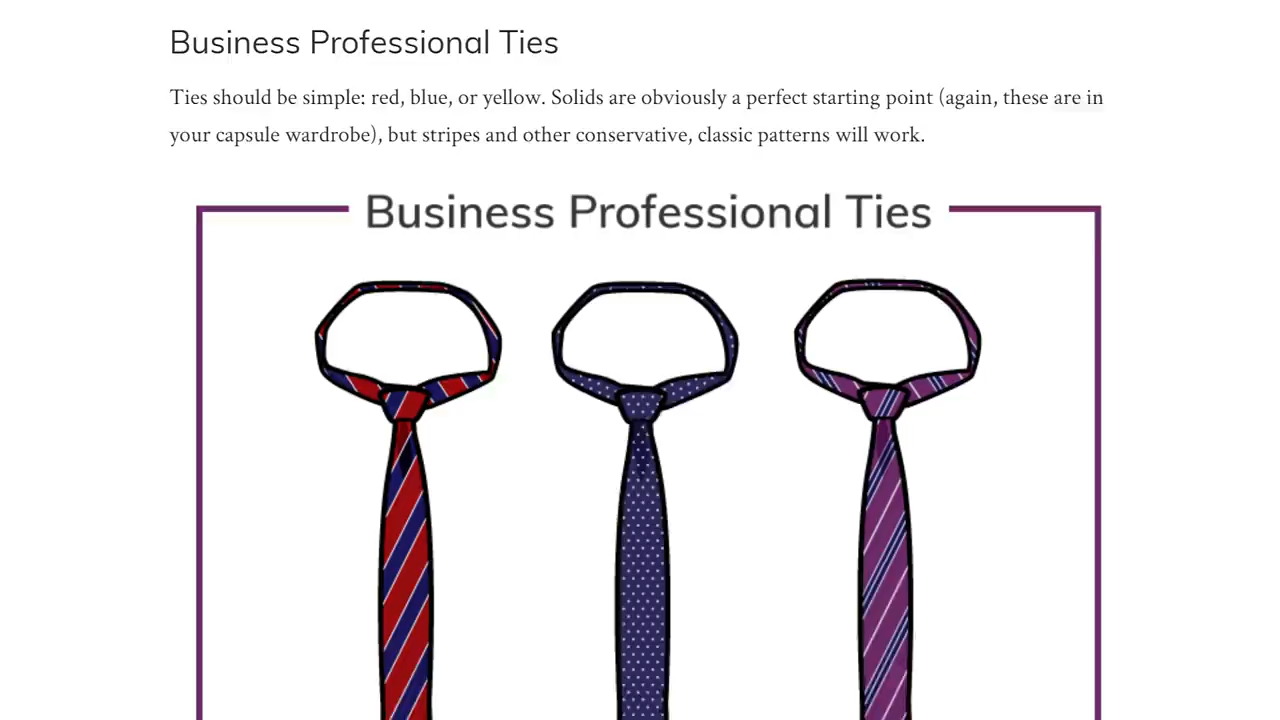 Business Professional Ties
Ties should be simple: red, blue, or yellow. Solids are obviously a perfect starting point (again, these are in
your capsule wardrobe), but stripes and other conservative, classic patterns will work.
Business Professional Ties